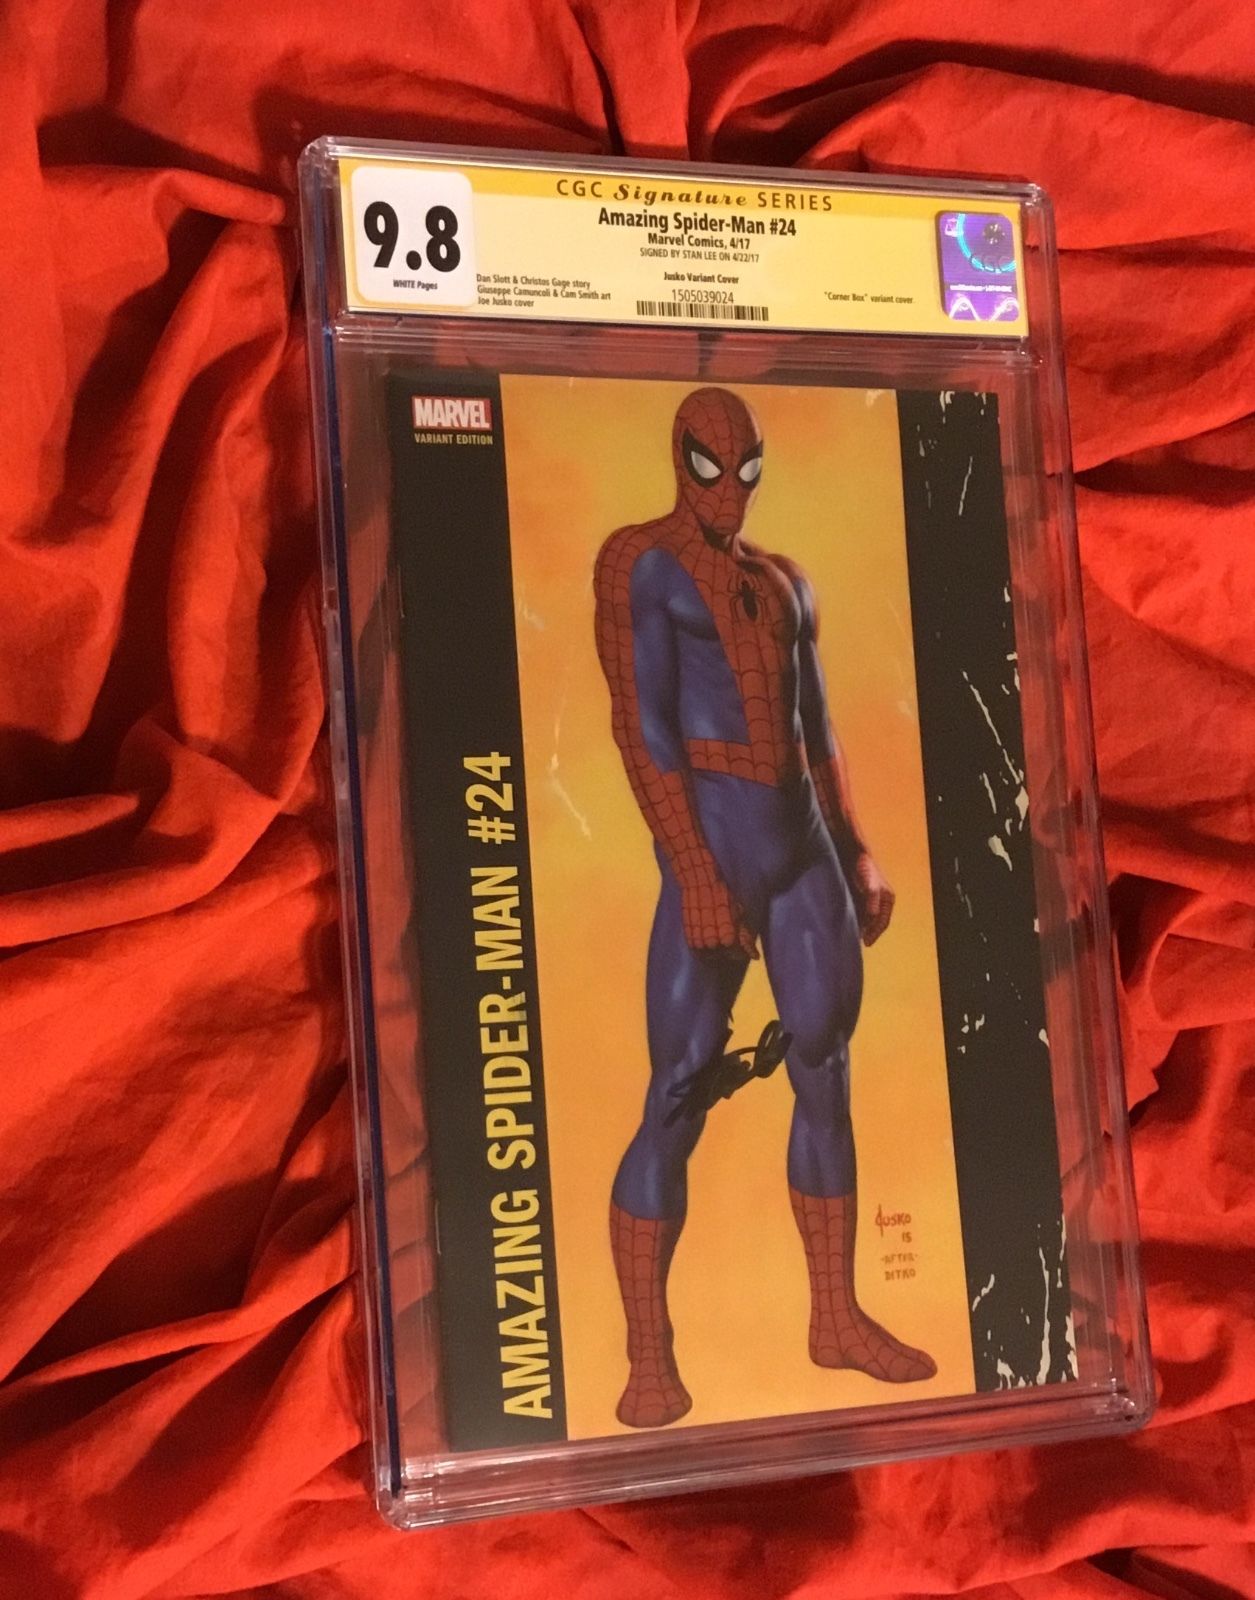 CGC Signature SERIES
9.8
WHITE Pages
Amazing Spider-Man #24
Marvel Comics, 4/17
SIGNED BY STAN LEE ON 4/22/17
Dan Slott & Christos Gage story
Giuseppe Camuncoli & Cam Smith art
Joe Jusko cover
Jusko Variant Cover
1505039024
"Corner Box" variant cover
CGC
MARVEL
VARIANT EDITION
AMAZING SPIDER-MAN #24
JUSKO
15
-AFTER-
DITKO